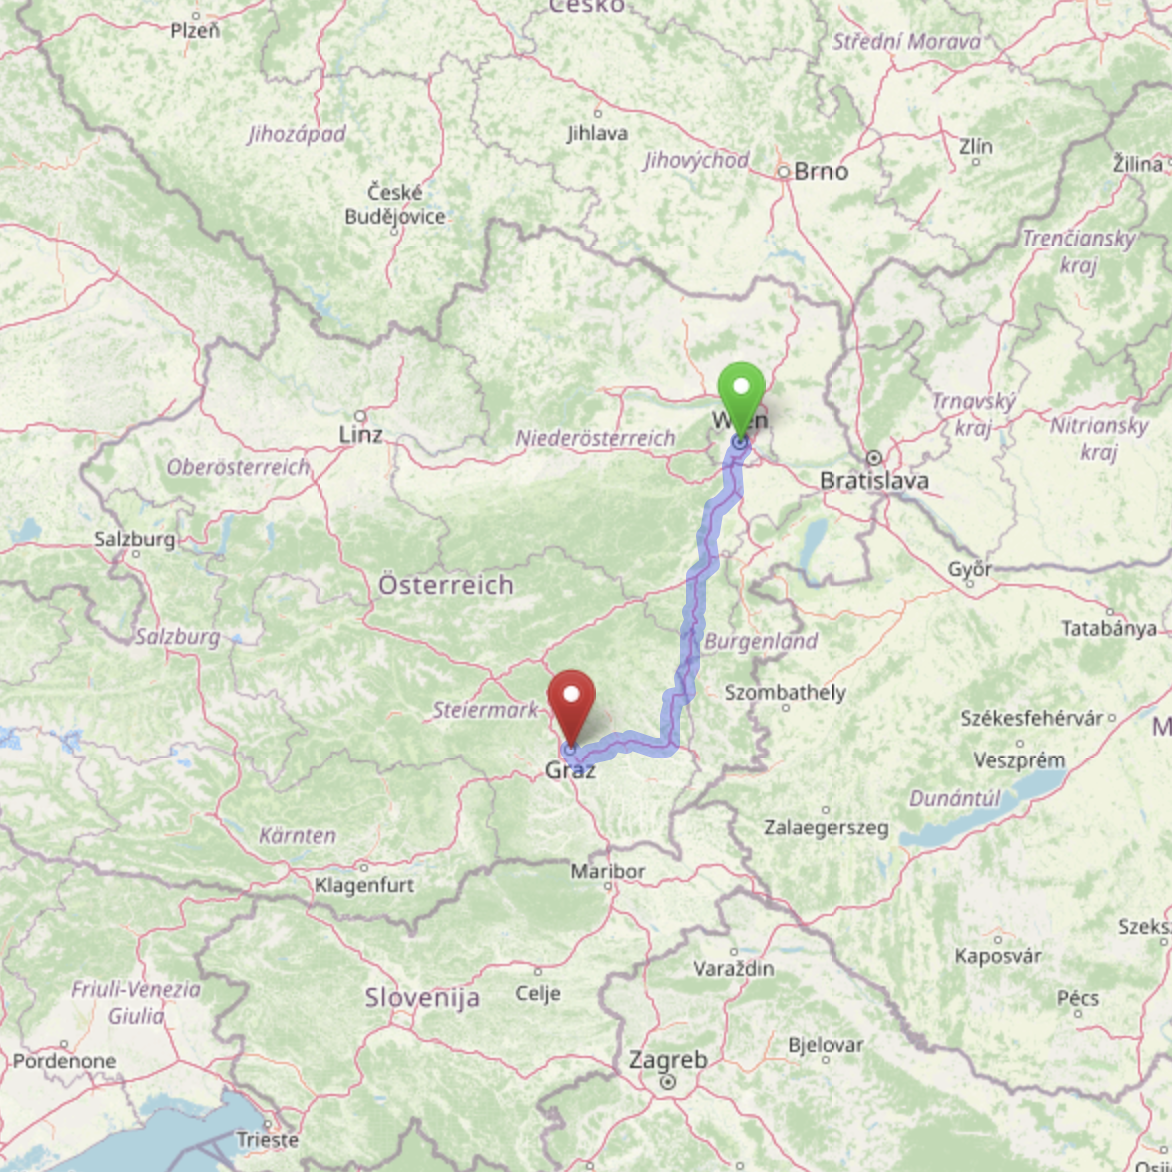 Česko
Plzeň
Střední Morava
Jihozápad
Jihlava
Jihovýchod
Brno
Zlín
Žilina
České
Budějovice
Trenčiansky
kraj
Wien
Linz
Niederösterreich
Trnavský
kraj
Nitriansky
kraj
Oberösterreich
Bratislava
Salzburg
Győr
Österreich
Salzburg
Burgenland
Tatabánya
Szombathely
Steiermark
Székesfehérvár
M
Veszprém
Graz
Dunántúl
Zalaegerszeg
Kärnten
Maribor
Klagenfurt
Szeks
Kaposvár
Varaždin
Friuli-Venezia
Giulia
Slovenija
Celje
Pécs
Pordenone
Zagreb
Bjelovar
Trieste
Osij